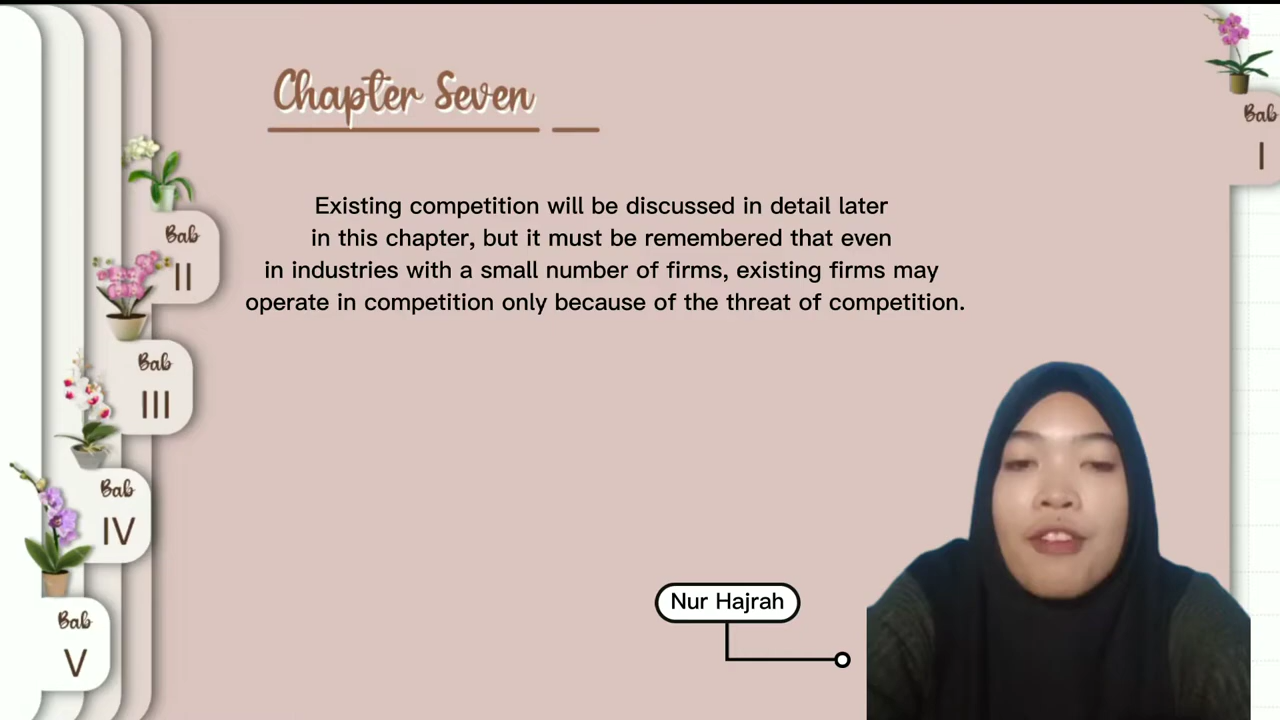 Chapter Seven
Existing competition will be discussed in detail later
in this chapter, but it must be remembered that even
in industries with a small number of firms, existing firms may
operate in competition only because of the threat of competition.
Bab
I
Bab
II
Bab
III
Bab
IV
Bab
V
Nur Hajrah